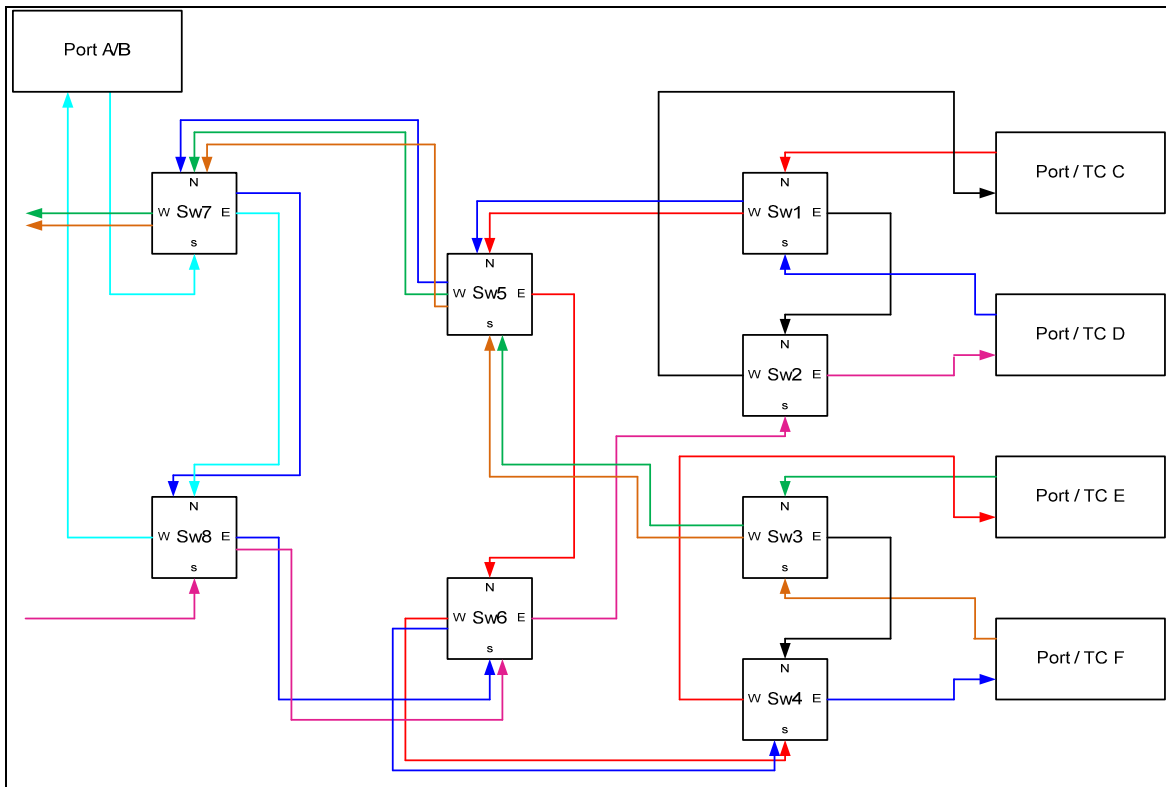 Port A/B
N
W Sw7 E
s
N
W Sw5 E
s
N
W Sw1 E
s
Port / TC C
N
W Sw2 E
s
Port / TC D
N
W Sw8 E
s
N
W Sw6 E
s
N
W Sw3 E
s
Port / TC E
N
W Sw4 E
s
Port / TC F